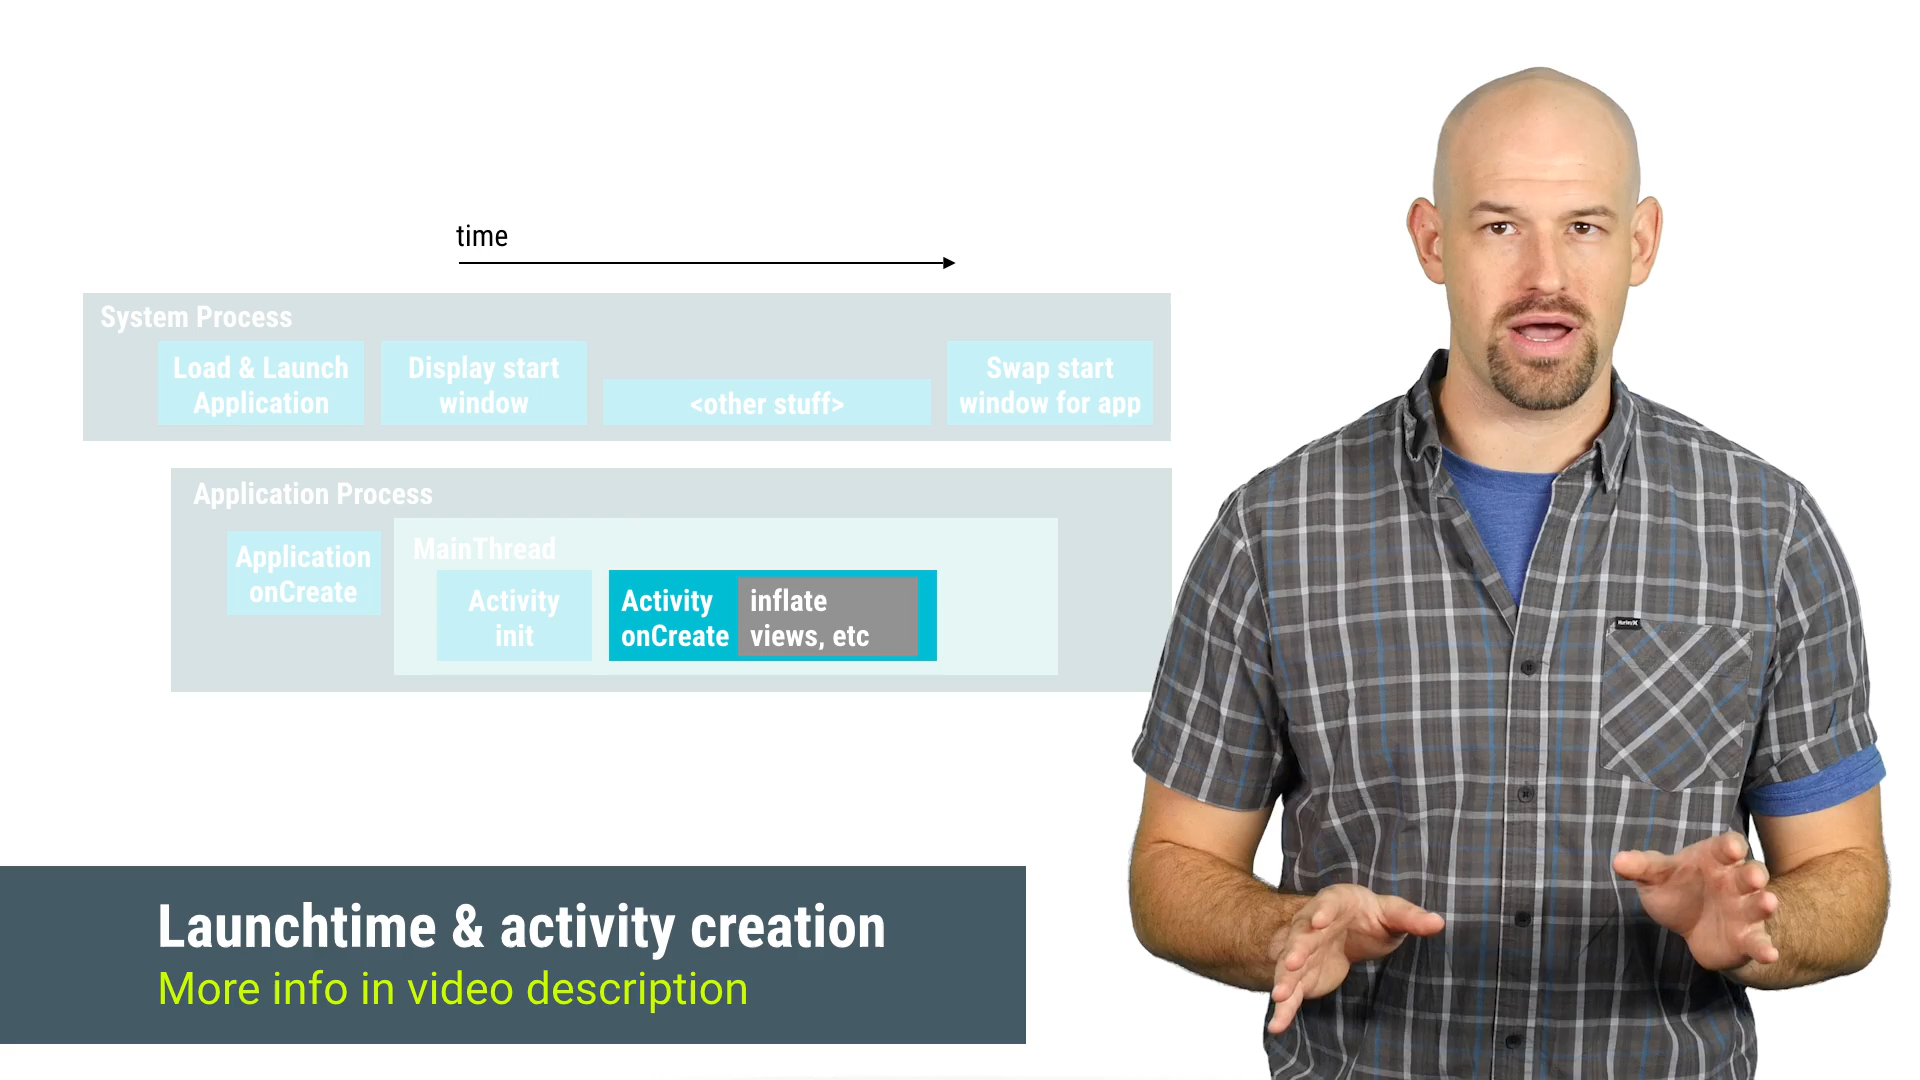 time
System Process
Load & Launch
Application
Display start
window
<other stuff>
Swap start
window for app
Application Process
Application
onCreate
MainThread
Activity
init
Activity
onCreate
inflate
views, etc
Launchtime & activity creation
More info in video description